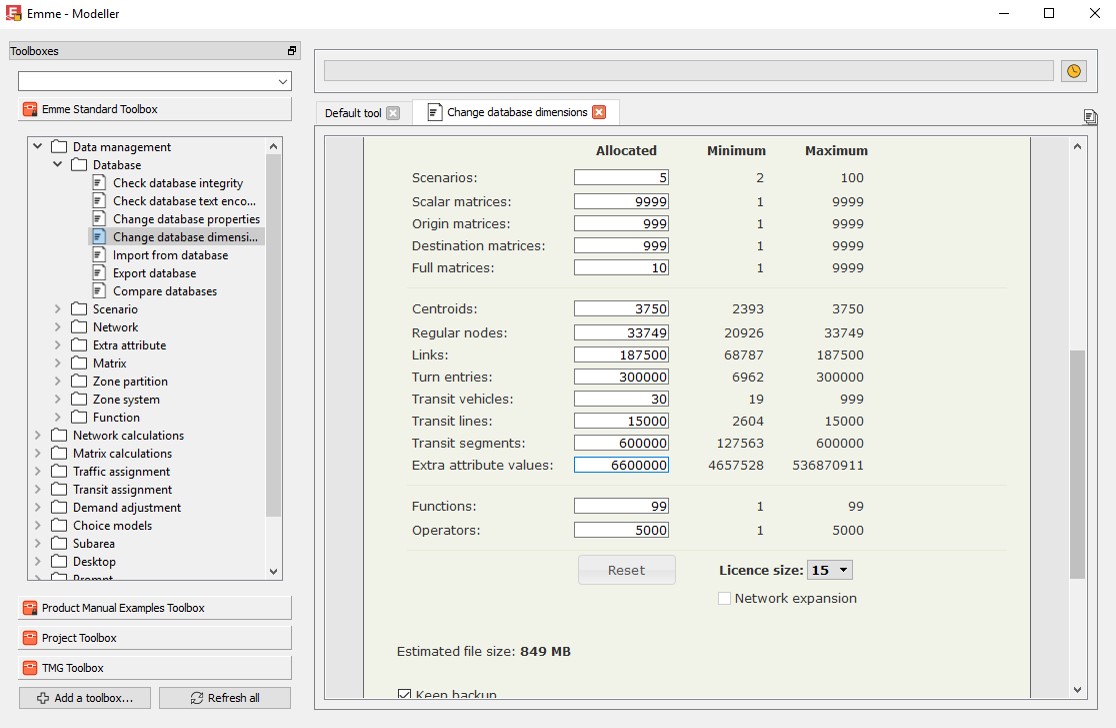 Emme - Modeller
Toolboxes
Emme Standard Toolbox
Data management
Database
Check database integrity
Check database text enco...
Change database properties
Change database dimensi...
Import from database
Export database
Compare databases
Scenario
Network
Extra attribute
Matrix
Zone partition
Zone system
Function
Network calculations
Matrix calculations
Traffic assignment
Transit assignment
Demand adjustment
Choice models
Subarea
Desktop
Prompt
Product Manual Examples Toolbox
Project Toolbox
TMG Toolbox
Add a toolbox... Refresh all
Default tool Change database dimensions
Allocated Minimum Maximum
Scenarios: 5 2 100
Scalar matrices: 9999 1 9999
Origin matrices: 999 1 9999
Destination matrices: 999 1 9999
Full matrices: 10 1 9999
Centroids: 3750 2393 3750
Regular nodes: 33749 20926 33749
Links: 187500 68787 187500
Turn entries: 300000 6962 300000
Transit vehicles: 30 19 999
Transit lines: 15000 2604 15000
Transit segments: 600000 127563 600000
Extra attribute values: 6600000 4657528 536870911
Functions: 99 1 99
Operators: 5000 1 5000
Reset Licence size: 15
Network expansion
Estimated file size: 849 MB
Keep backup